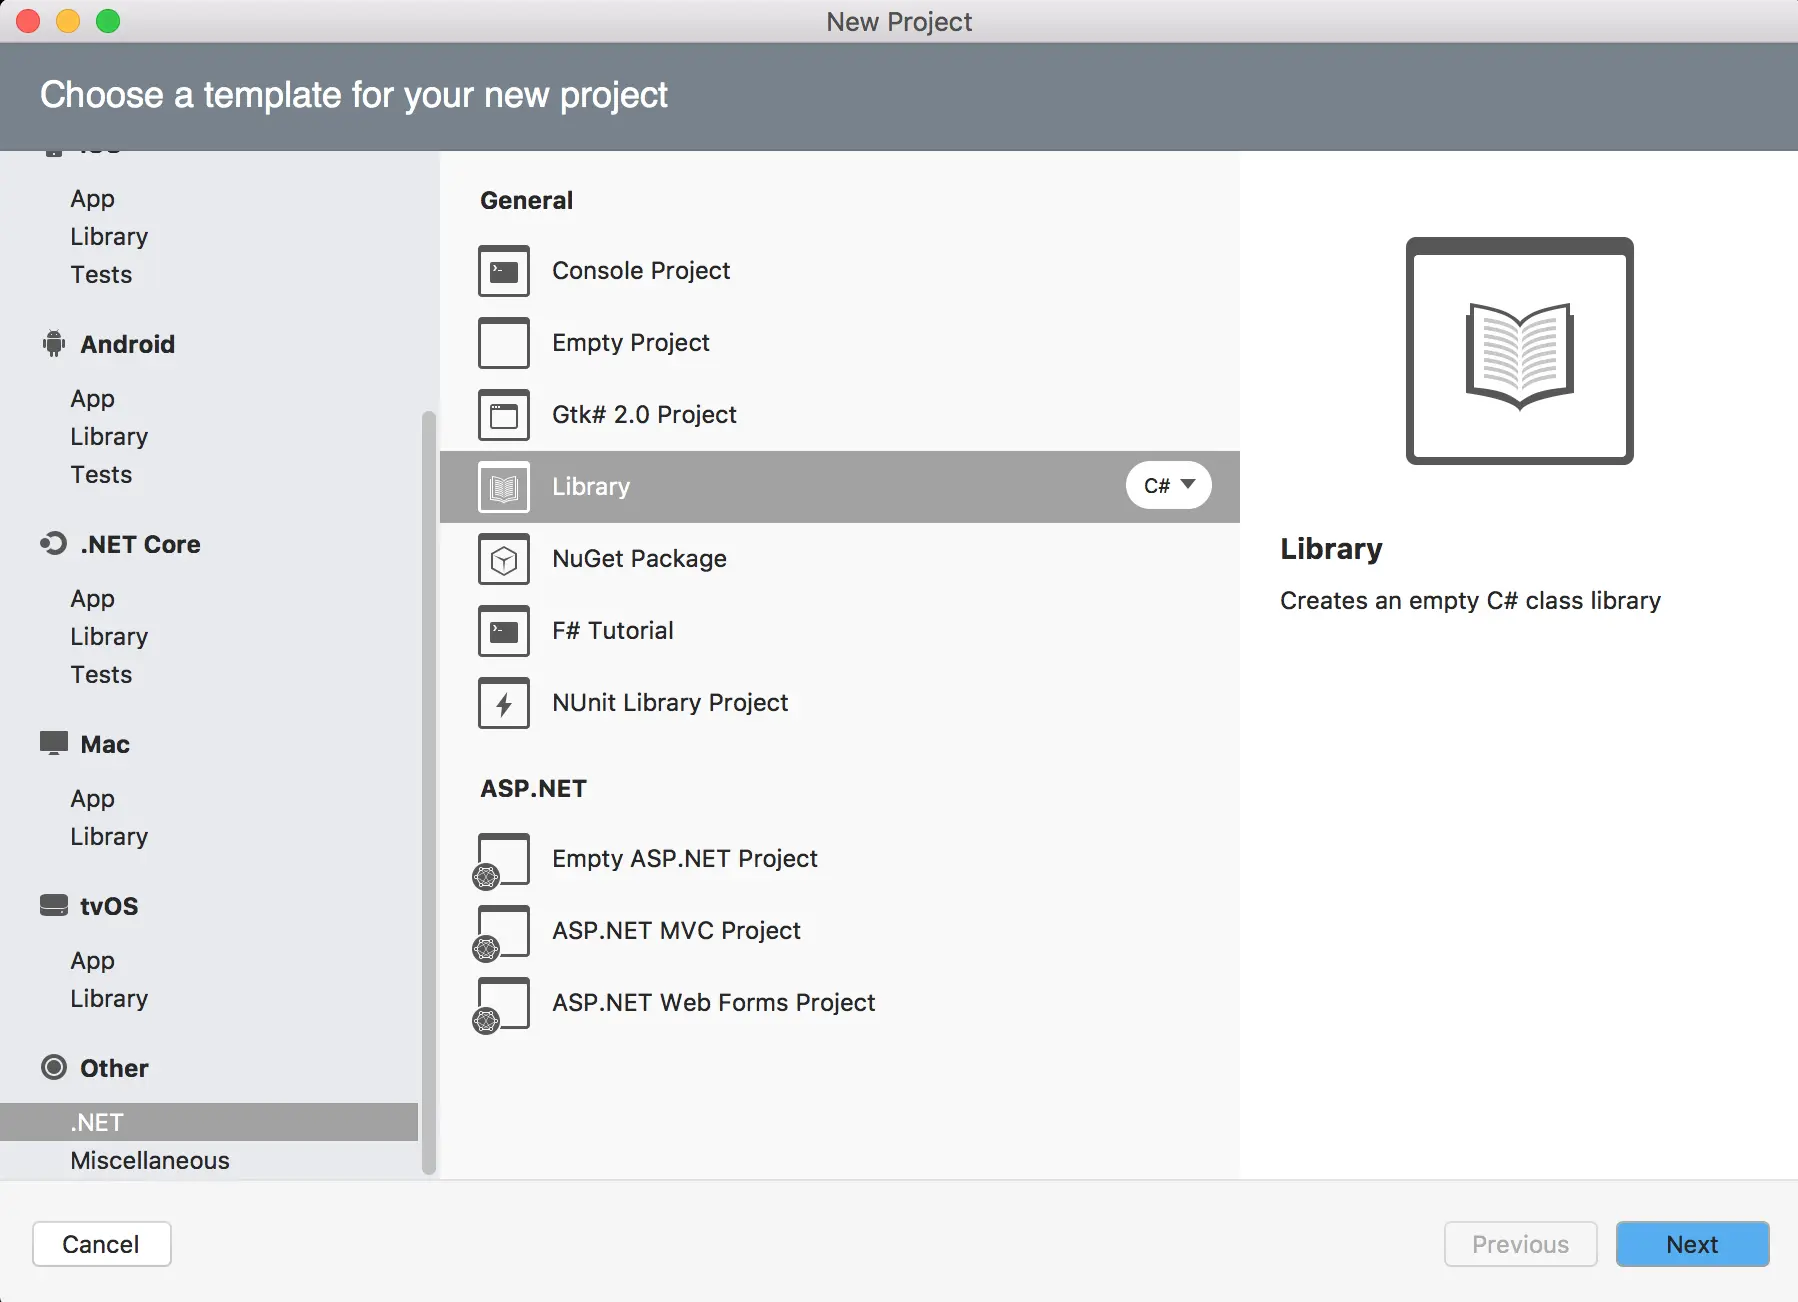 New Project
Choose a template for your new project
App
Library
Tests
Android
App
Library
Tests
.NET Core
App
Library
Tests
Mac
App
Library
tvOS
App
Library
Other
.NET
Miscellaneous
General
Console Project
Empty Project
Gtk# 2.0 Project
Library
C#
NuGet Package
F# Tutorial
NUnit Library Project
ASP.NET
Empty ASP.NET Project
ASP.NET MVC Project
ASP.NET Web Forms Project
Library
Creates an empty C# class library
Cancel
Previous
Next